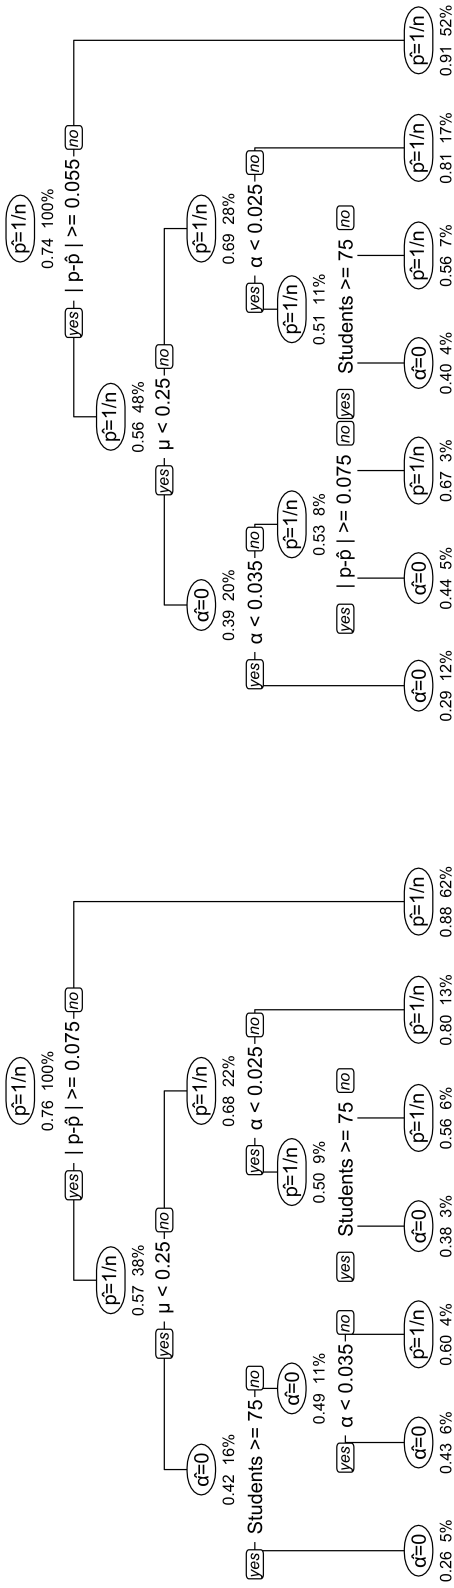 p̂=1/n
0.76 100%
yes | p-p̂ | >= 0.075 no
p̂=1/n
0.57 38%
yes μ < 0.25 no
α̂=0
0.42 16%
yes Students >= 75 no
α̂=0
0.49 11%
yes α < 0.035 no
p̂=1/n
0.68 22%
yes α < 0.025 no
p̂=1/n
0.50 9%
yes Students >= 75 no
α̂=0
0.26 5%
α̂=0
0.43 6%
p̂=1/n
0.60 4%
α̂=0
0.38 3%
p̂=1/n
0.56 6%
p̂=1/n
0.80 13%
p̂=1/n
0.88 62%
p̂=1/n
0.74 100%
yes | p-p̂ | >= 0.055 no
p̂=1/n
0.56 48%
yes μ < 0.25 no
α̂=0
0.39 20%
yes α < 0.035 no
p̂=1/n
0.53 8%
yes | p-p̂ | >= 0.075 no
p̂=1/n
0.69 28%
yes α < 0.025 no
p̂=1/n
0.51 11%
yes Students >= 75 no
α̂=0
0.29 12%
α̂=0
0.44 5%
p̂=1/n
0.67 3%
α̂=0
0.40 4%
p̂=1/n
0.56 7%
p̂=1/n
0.81 17%
p̂=1/n
0.91 52%